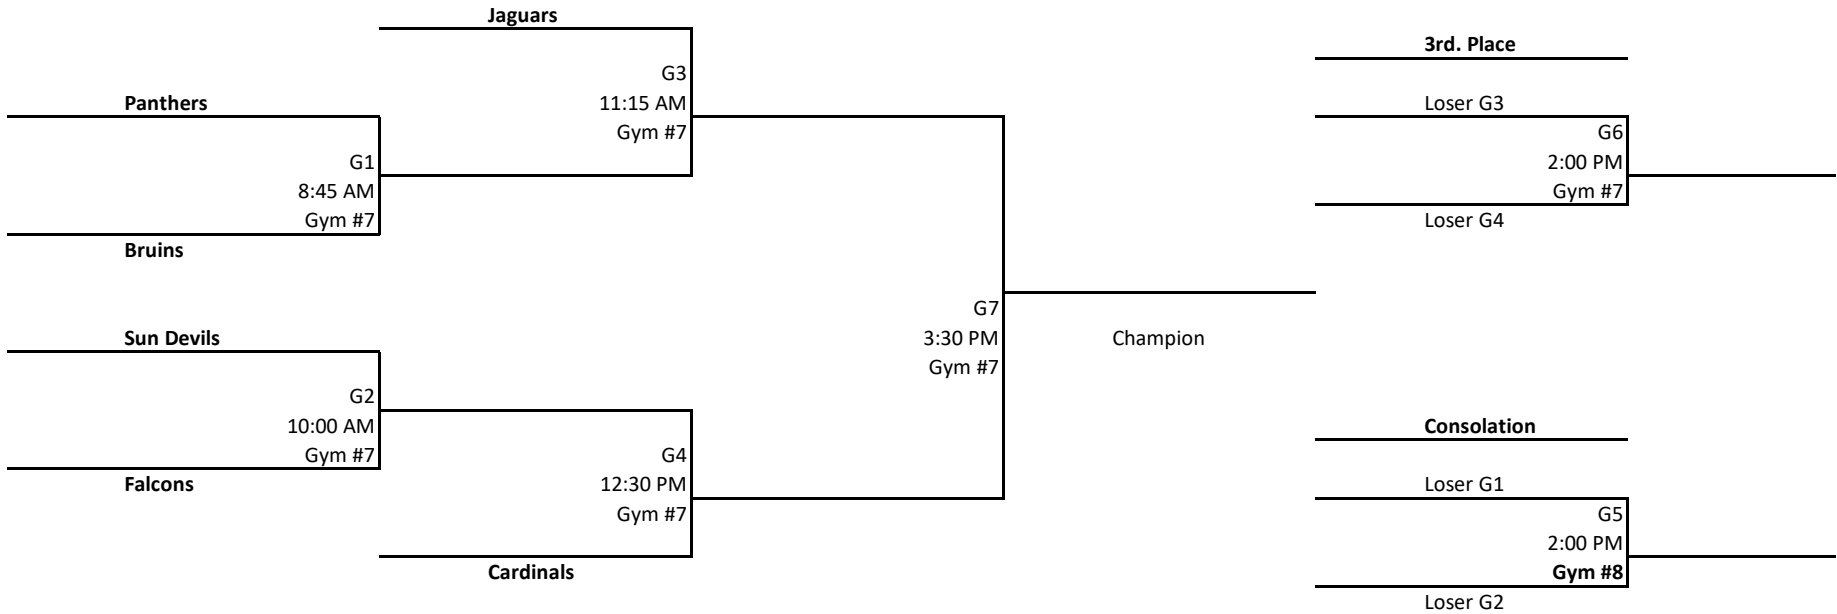 Jaguars
G3
11:15 AM
Gym #7
Panthers
G1
8:45 AM
Gym #7
Bruins
Sun Devils
G2
10:00 AM
Gym #7
Falcons
G4
12:30 PM
Gym #7
Cardinals
G7
3:30 PM
Gym #7
Champion
3rd. Place
Loser G3
G6
2:00 PM
Gym #7
Loser G4
Consolation
Loser G1
G5
2:00 PM
Gym #8
Loser G2